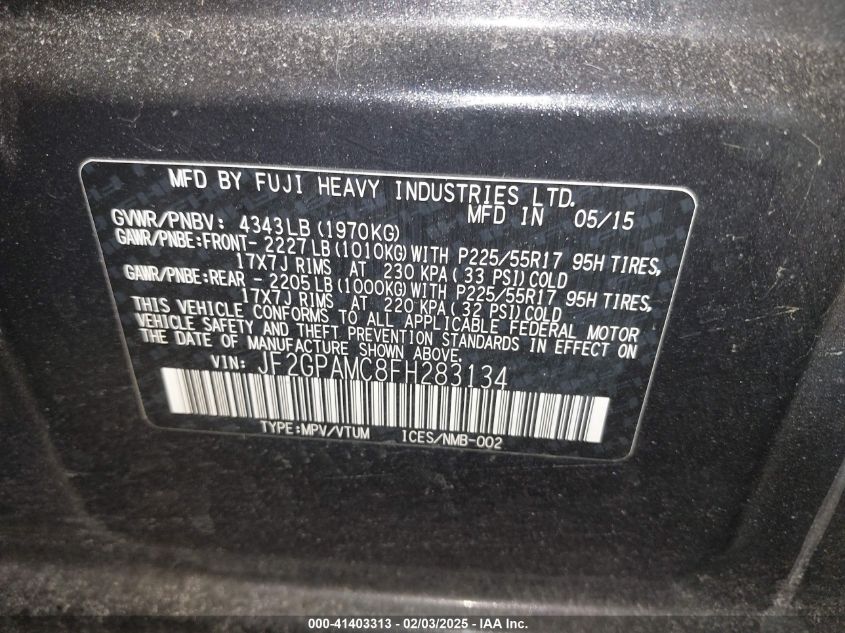 MFD BY FUJI HEAVY INDUSTRIES LTD.
MFD IN 05/15
GVWR/PNBV: 4343LB(1970KG)
GAWR/PNBE:FRONT- 2227LB(1010KG)WITH P225/55R17 95H TIRES,
17X7J RIMS AT 230 KPA(33 PSI)COLD
GAWR/PNBE:REAR - 2205LB(1000KG)WITH P225/55R17 95H TIRES,
17X7J RIMS AT 220 KPA(32 PSI)COLD
THIS VEHICLE CONFORMS TO ALL APPLICABLE FEDERAL MOTOR
VEHICLE SAFETY AND THEFT PREVENTION STANDARDS IN EFFECT ON
THE DATE OF MANUFACTURE SHOWN ABOVE.
VIN: JF2GPAMC8FH283134
TYPE:MPV/VTUM ICES/NMB-002
000-41403313 - 02/03/2025 - IAA Inc.